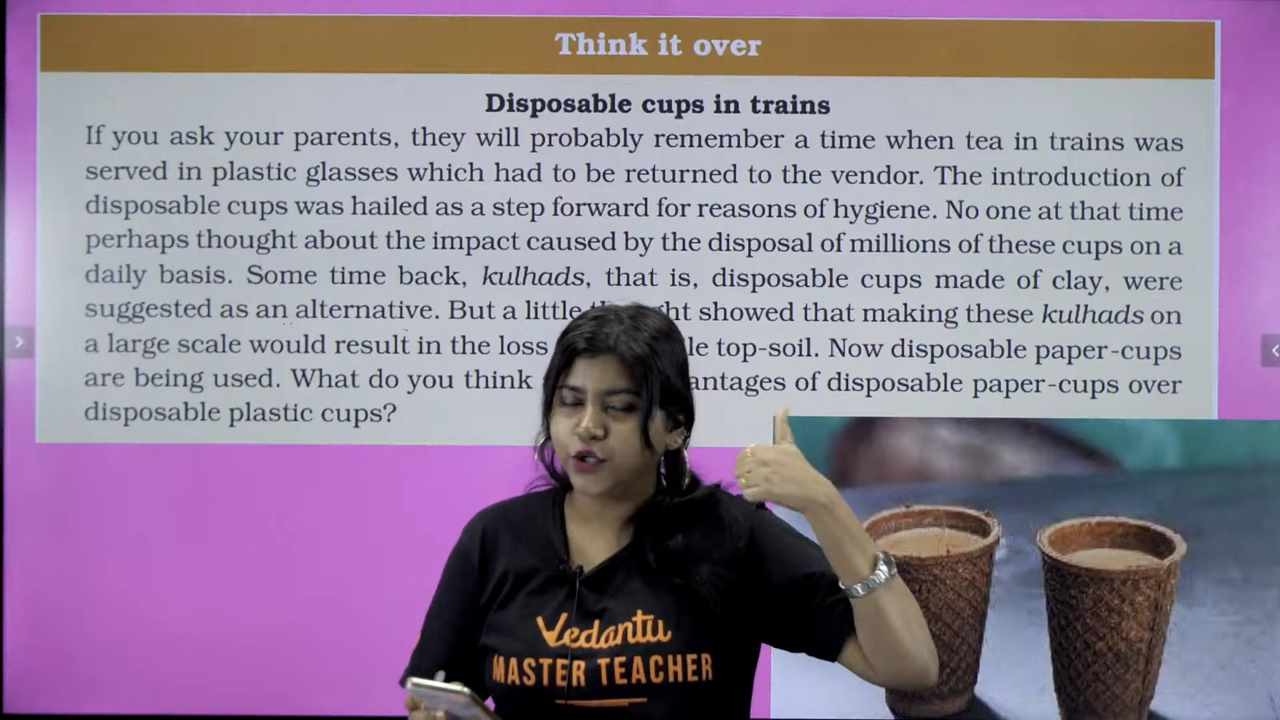 Think it over
Disposable cups in trains
If you ask your parents, they will probably remember a time when tea in trains was
served in plastic glasses which had to be returned to the vendor. The introduction of
disposable cups was hailed as a step forward for reasons of hygiene. No one at that time
perhaps thought about the impact caused by the disposal of millions of these cups on a
daily basis. Some time back, kulhads, that is, disposable cups made of clay, were
suggested as an alternative. But a little showed that making these kulhads on
a large scale would result in the loss top-soil. Now disposable paper-cups
are being used. What do you think of disposable paper-cups over
disposable plastic cups?
Vedantu
MASTER TEACHER